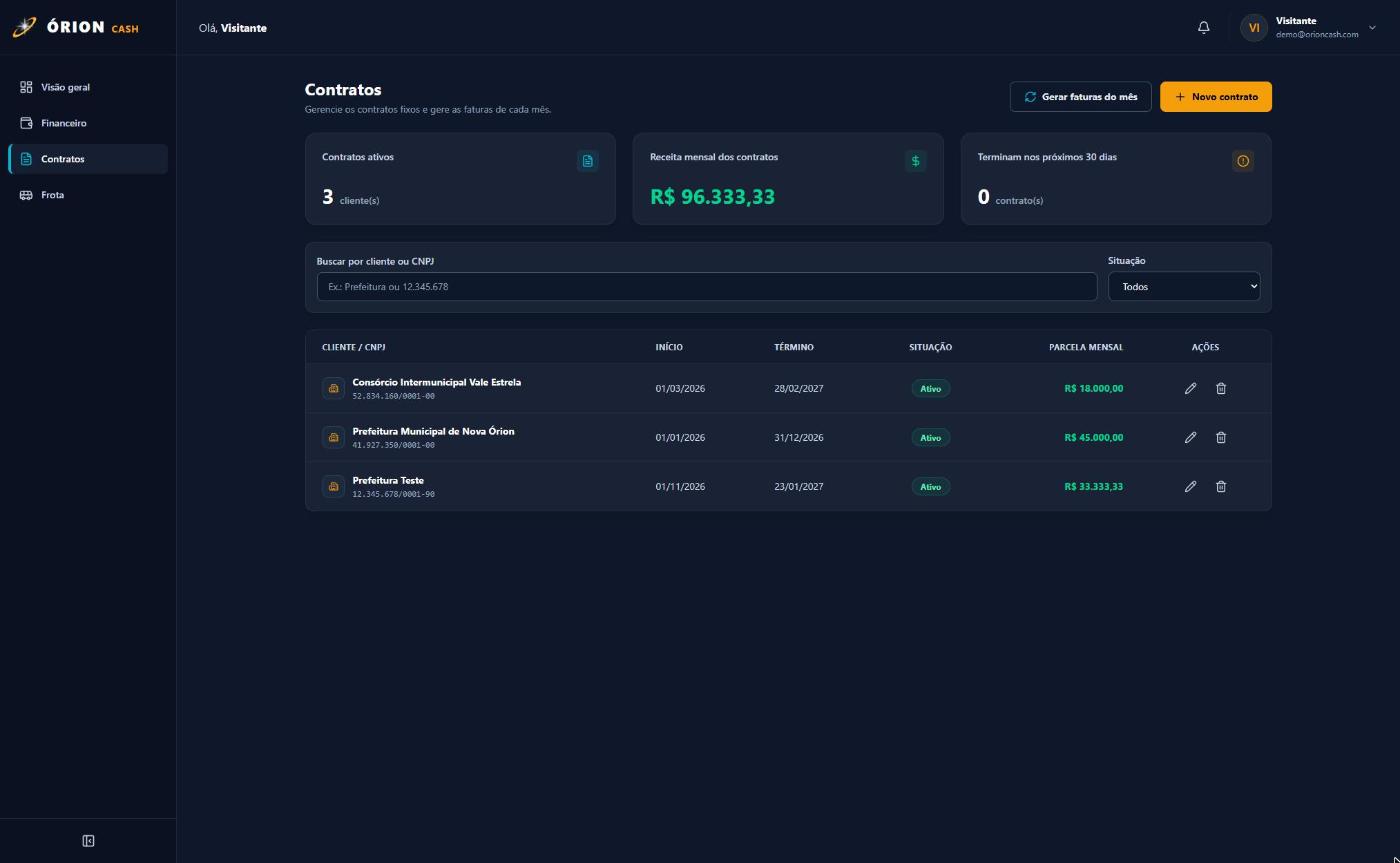 ÓRION CASH
Olá, Visitante
VI
Visitante
demo@orioncash.com
Visão geral
Financeiro
Contratos
Frota
Contratos
Gerencie os contratos fixos e gere as faturas de cada mês.
Gerar faturas do mês
+ Novo contrato
Contratos ativos
3 cliente(s)
Receita mensal dos contratos
$
R$ 96.333,33
Terminam nos próximos 30 dias
0 contrato(s)
Buscar por cliente ou CNPJ
Ex.: Prefeitura ou 12.345.678
Situação
Todos
CLIENTE / CNPJ INÍCIO TÉRMINO SITUAÇÃO PARCELA MENSAL AÇÕES
Consórcio Intermunicipal Vale Estrela
52.834.160/0001-00
01/03/2026 28/02/2027 Ativo R$ 18.000,00
Prefeitura Municipal de Nova Órion
41.927.350/0001-00
01/01/2026 31/12/2026 Ativo R$ 45.000,00
Prefeitura Teste
12.345.678/0001-90
01/11/2026 23/01/2027 Ativo R$ 33.333,33